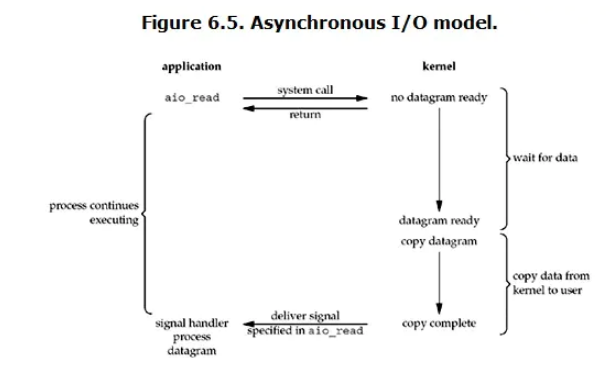 Figure 6.5. Asynchronous I/O model.
application
kernel
aio_read
system call
return
no datagram ready
wait for data
process continues
executing
datagram ready
copy datagram
copy data from
kernel to user
deliver signal
specified in aio_read
signal handler
process
datagram
copy complete